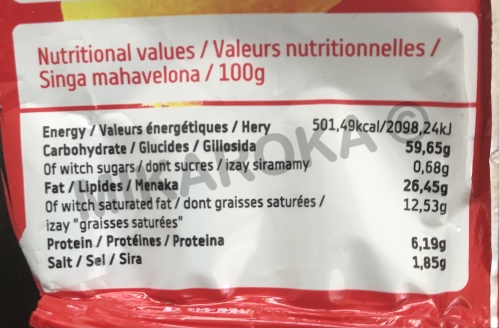 Nutritional values / Valeurs nutritionnelles /
Singa mahavelona / 100g
Energy / Valeurs énergétiques / Hery 501,49kcal/2098,24kJ
Carbohydrate / Glucides / Gillosida 59,65g
Of witch sugars / dont sucres / izay siramamy 0,68g
Fat / Lipides / Menaka 26,45g
Of witch saturated fat / dont graisses saturées / 12,53g
izay "graisses saturées"
Protein / Protéines / Proteina 6,19g
Salt / Sel / Sira 1,85g
MIKANOKA ©